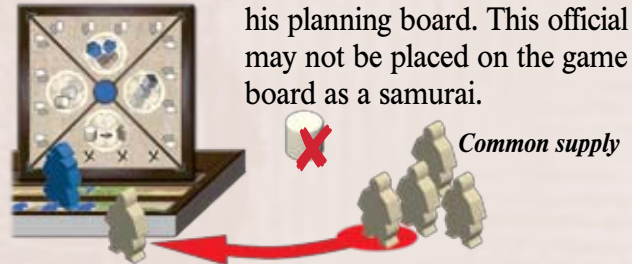 his planning board. This official
may not be placed on the game
board as a samurai.
Common supply